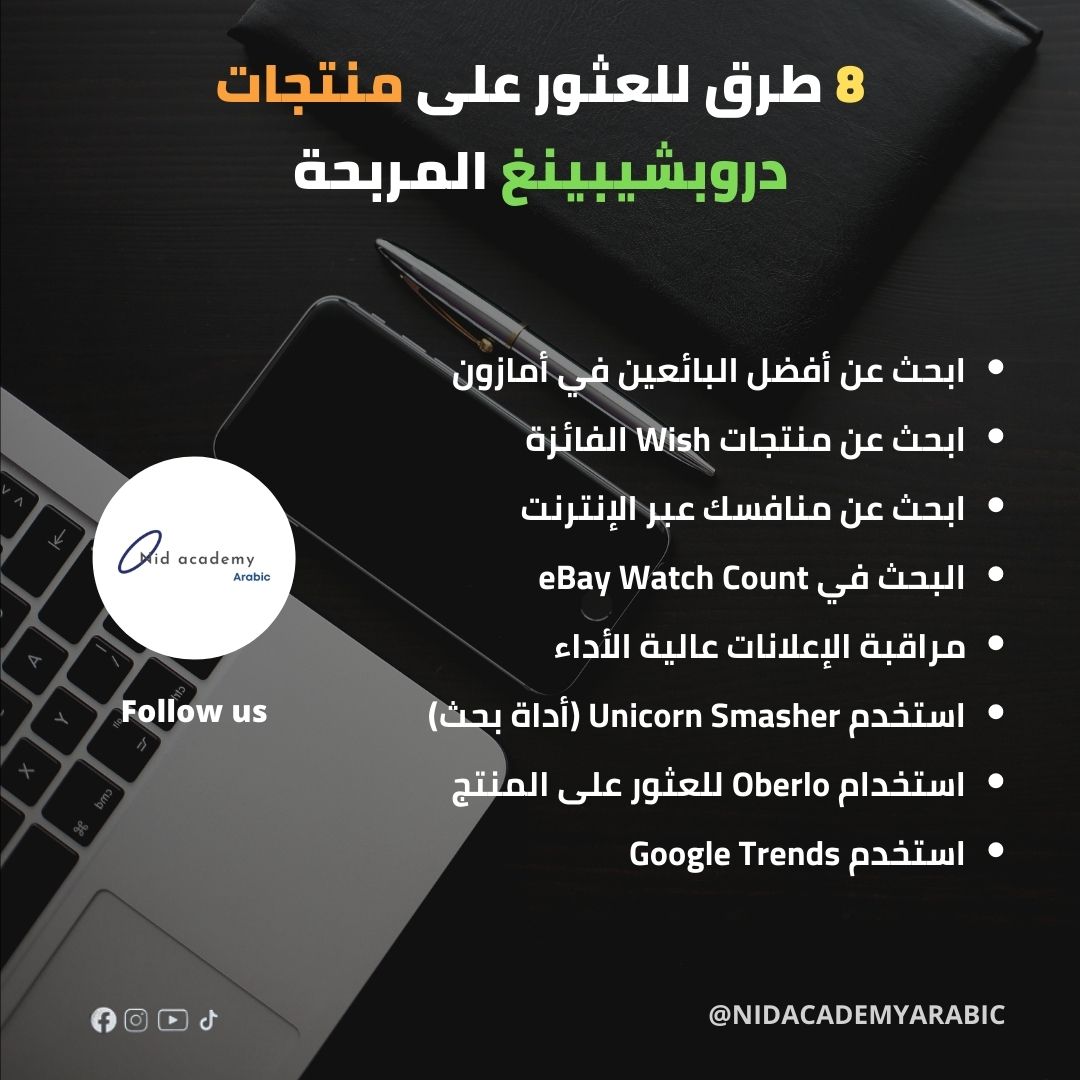 8 طرق للعثور على منتجات
دروبشيبينغ المربحة
ابحث عن أفضل البائعين في أمازون
ابحث عن منتجات Wish الفائزة
ابحث عن منافسك عبر الإنترنت
البحث في eBay Watch Count
مراقبة الإعلانات عالية الأداء
استخدم Unicorn Smasher (أداة بحث)
استخدام Oberlo للعثور على المنتج
استخدم Google Trends
Nid academy
Arabic
Follow us
@NIDACADEMYARABIC